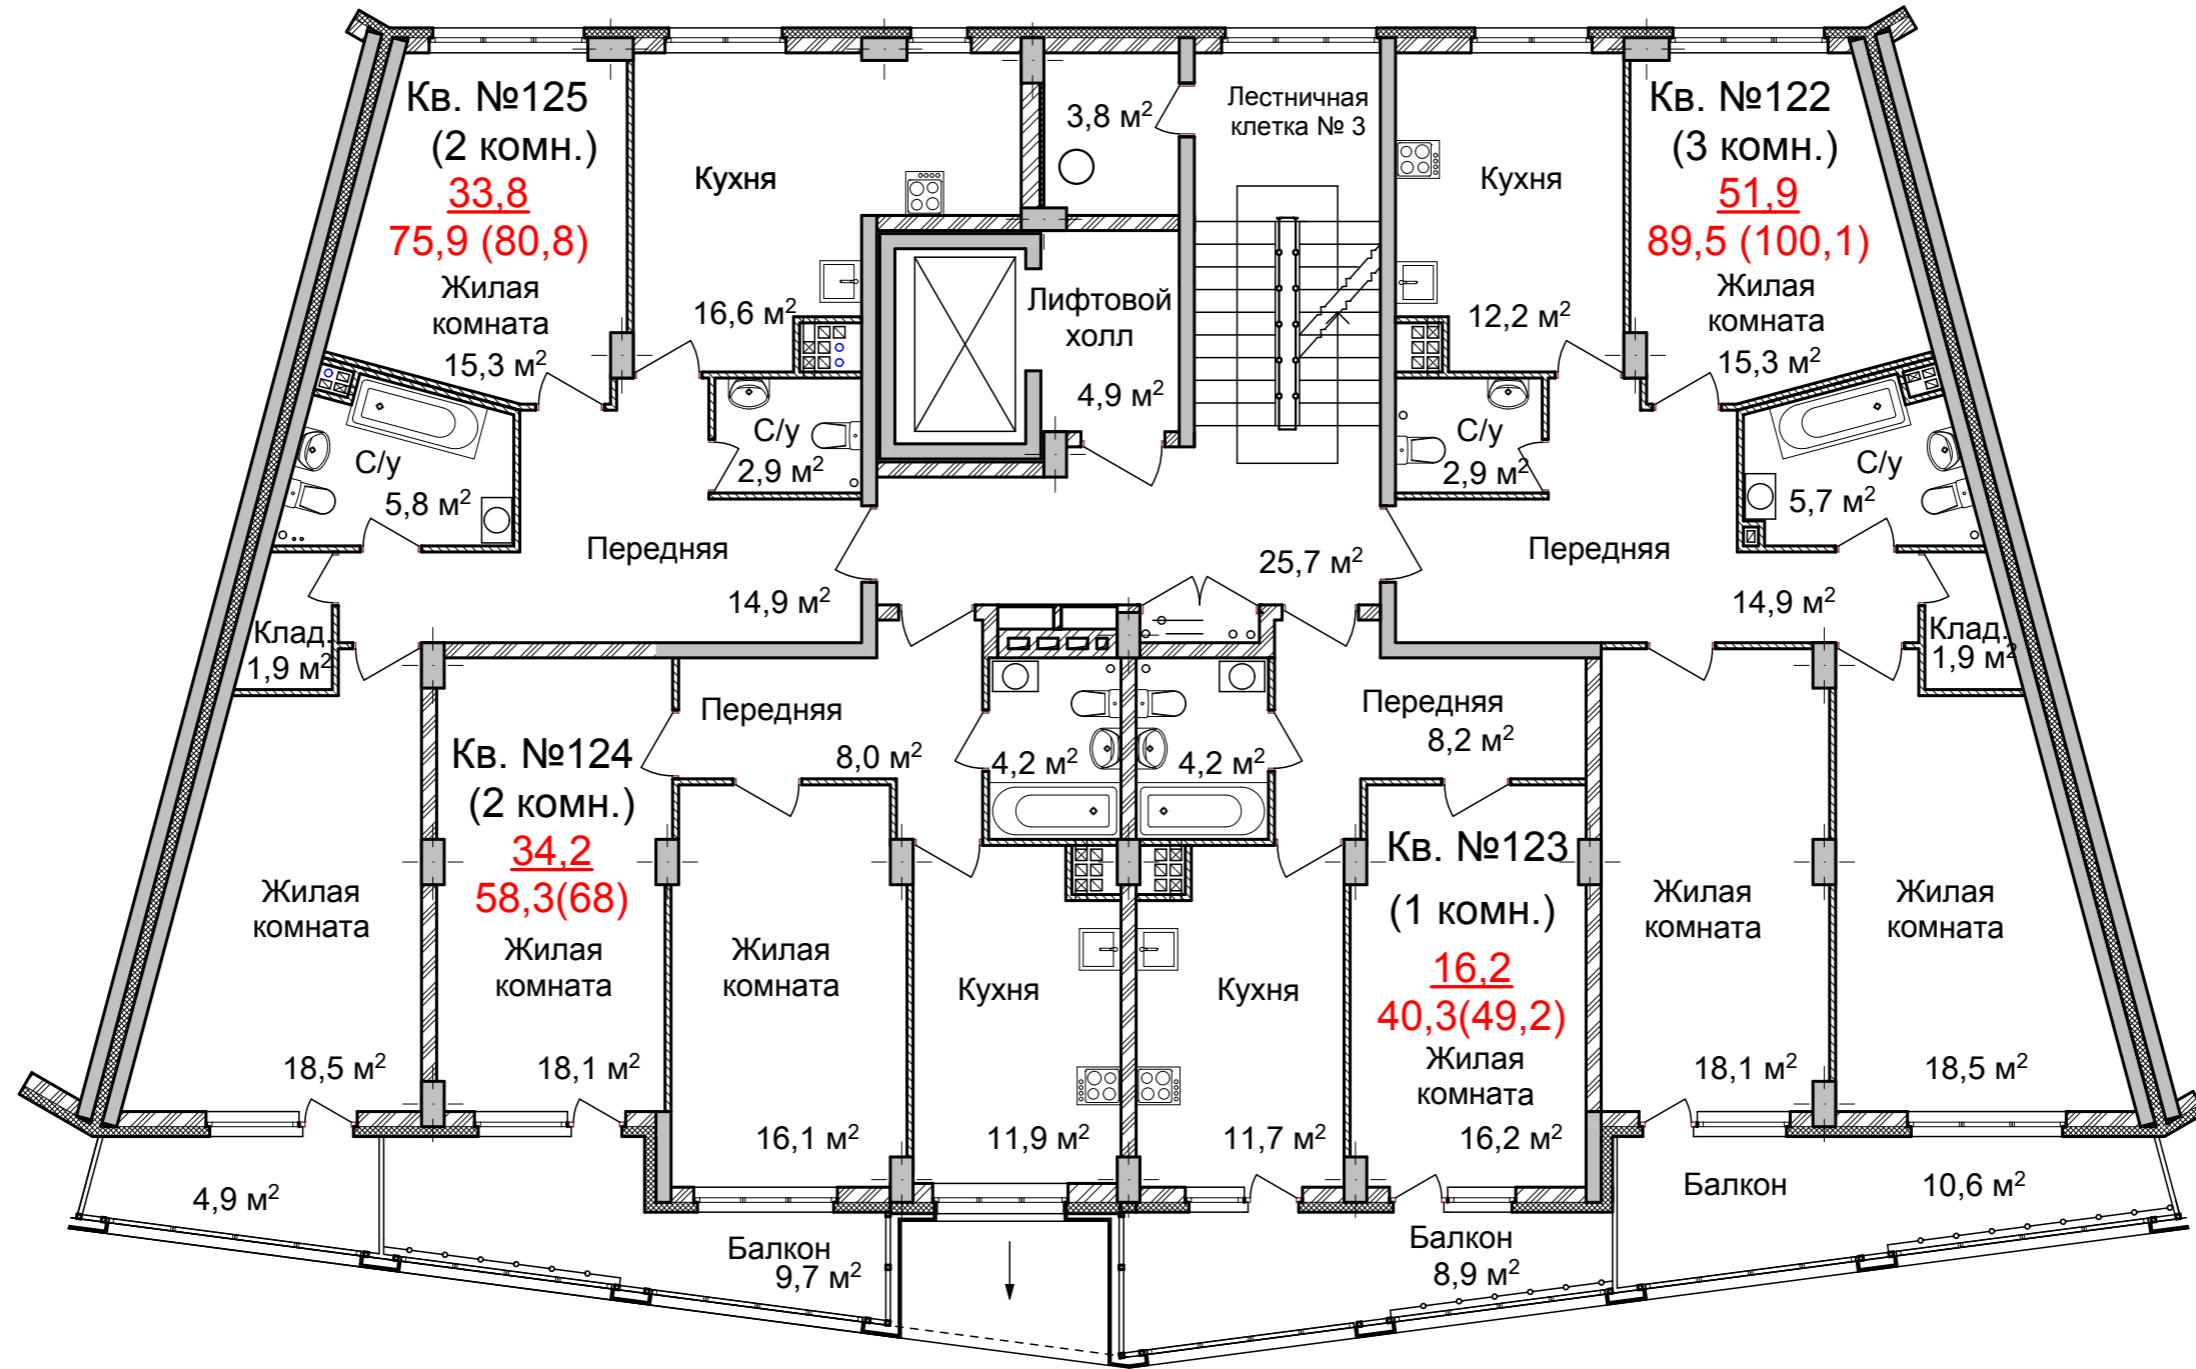 Кв. №125
(2 комн.)
33,8
75,9 (80,8)
Жилая
комната
15,3 м²
Кухня
16,6 м²
3,8 м²
Лестничная
клетка № 3
Лифтовой
холл
4,9 м²
Кухня
12,2 м²
Кв. №122
(3 комн.)
51,9
89,5 (100,1)
Жилая
комната
15,3 м²
С/у
5,8 м²
С/у
2,9 м²
С/у
2,9 м²
С/у
5,7 м²
Передняя
14,9 м²
25,7 м²
Передняя
14,9 м²
Клад.
1,9 м²
Клад.
1,9 м²
Передняя
8,0 м²
4,2 м²
4,2 м²
Передняя
8,2 м²
Кв. №124
(2 комн.)
34,2
58,3(68)
Жилая
комната
18,1 м²
Жилая
комната
18,5 м²
Жилая
комната
16,1 м²
Кухня
11,9 м²
Кухня
11,7 м²
Кв. №123
(1 комн.)
16,2
40,3(49,2)
Жилая
комната
16,2 м²
Жилая
комната
18,1 м²
Жилая
комната
18,5 м²
4,9 м²
Балкон
9,7 м²
Балкон
8,9 м²
Балкон
10,6 м²